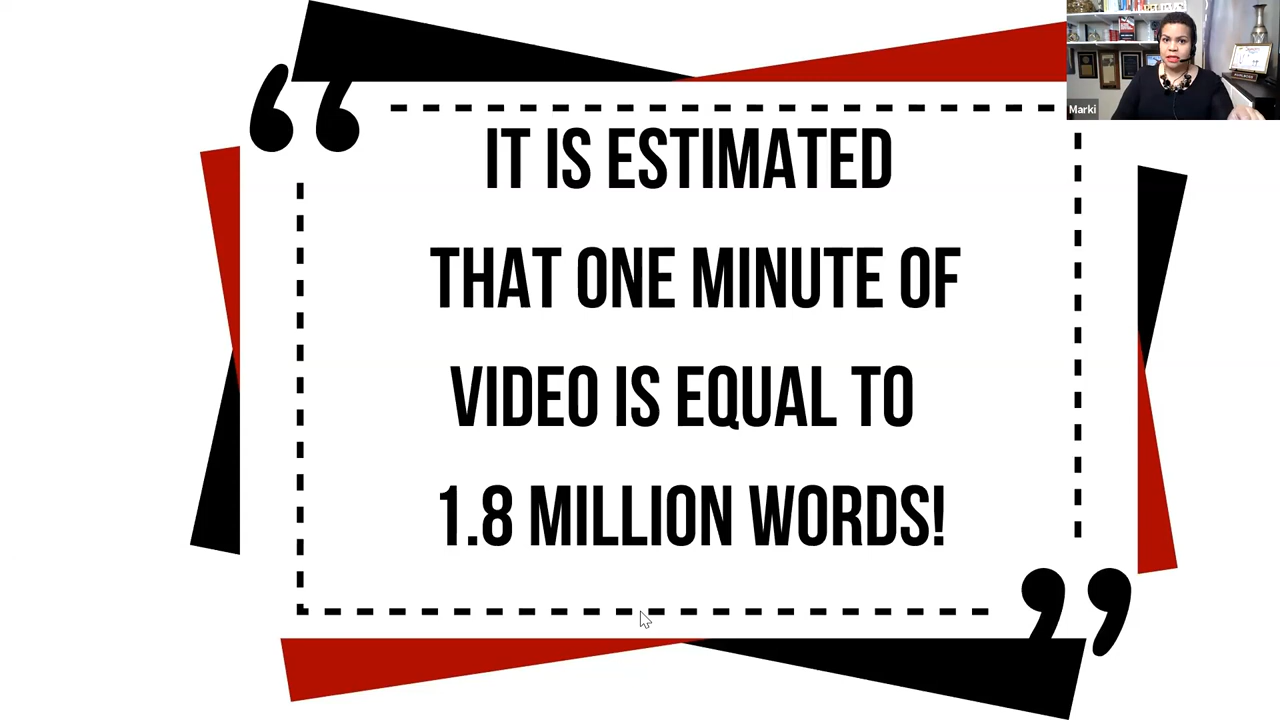 IT IS ESTIMATED
THAT ONE MINUTE OF
VIDEO IS EQUAL TO
1.8 MILLION WORDS!
Marki